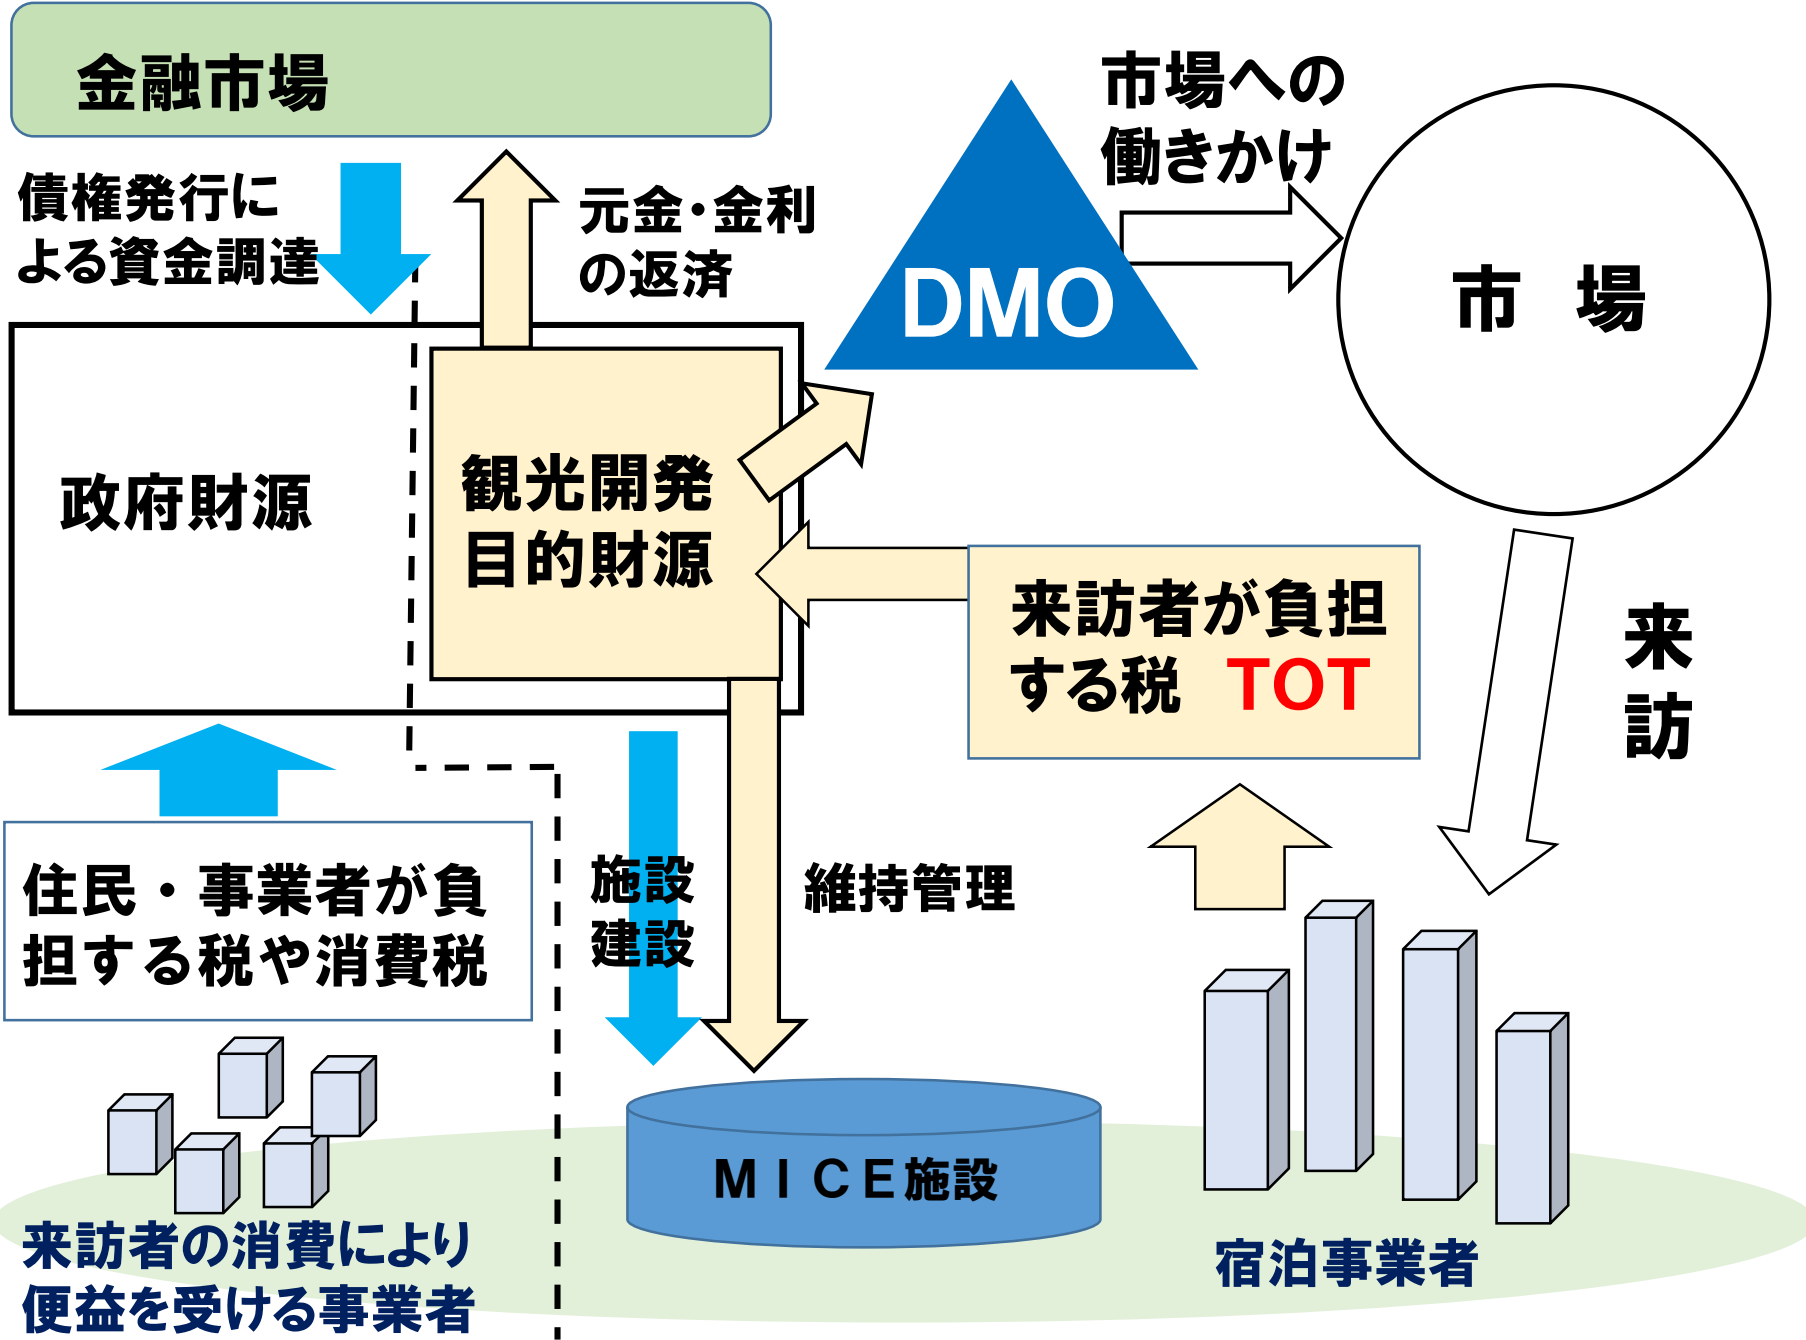 金融市場
債権発行に
よる資金調達
元金・金利
の返済
DMO
市場への
働きかけ
市　場
政府財源
観光開発
目的財源
来訪者が負担
する税　TOT
来
訪
住民・事業者が負
担する税や消費税
施設
建設
維持管理
ＭＩＣＥ施設
来訪者の消費により
便益を受ける事業者
宿泊事業者